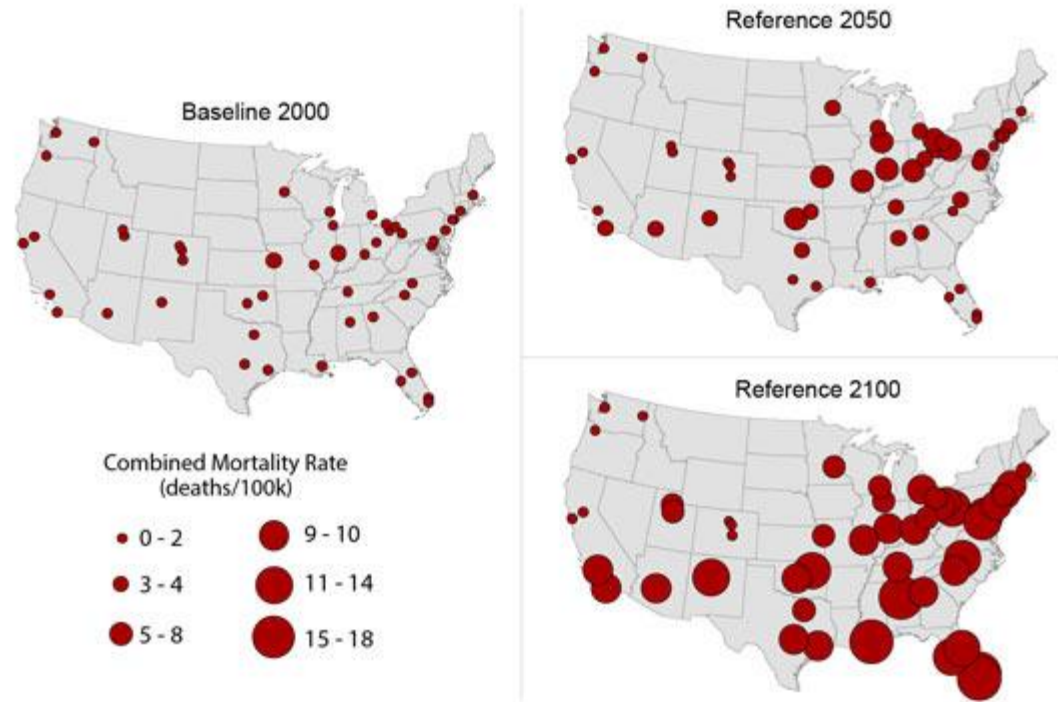 Baseline 2000
Reference 2050
Reference 2100
Combined Mortality Rate
(deaths/100k)
0 - 2
3 - 4
5 - 8
9 - 10
11 - 14
15 - 18